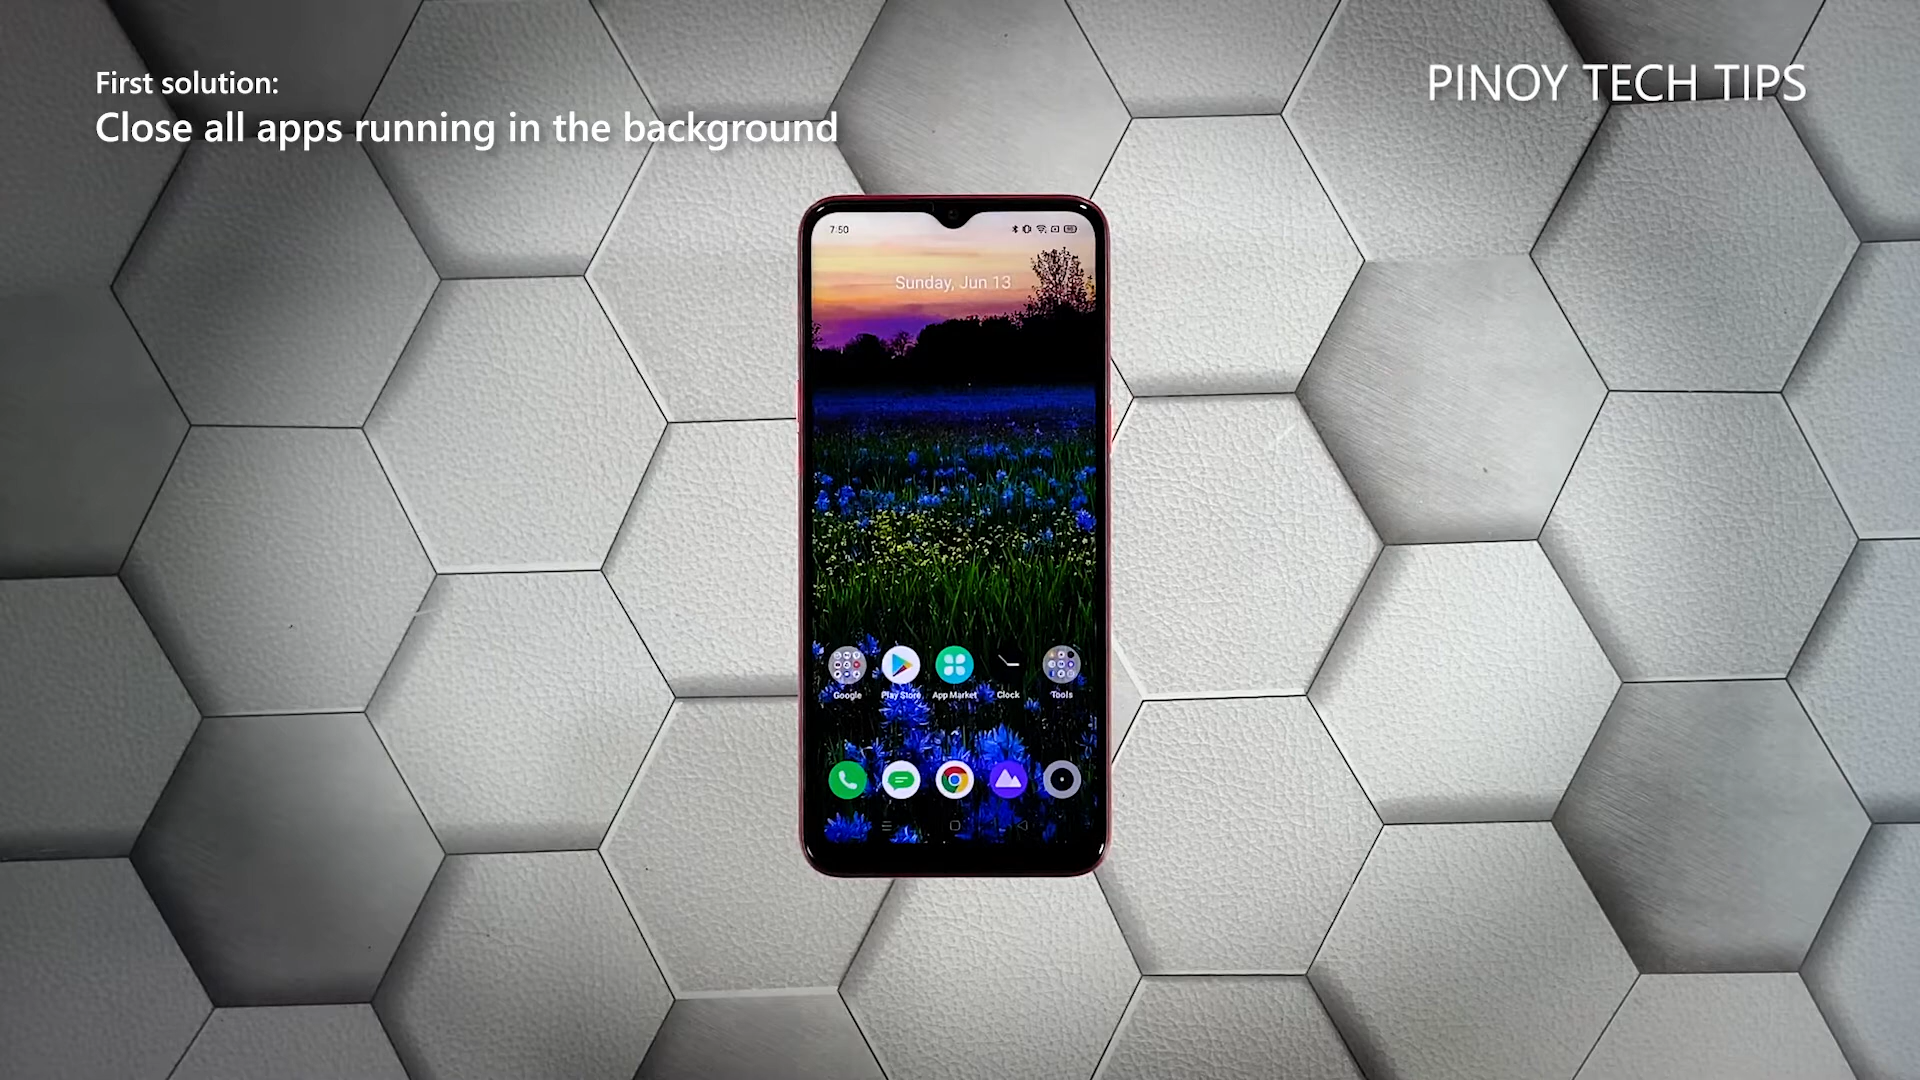 First solution:
Close all apps running in the background
PINOY TECH TIPS
7:50
Sunday, Jun 13
Google
Play Store
App Market
Clock
Tools